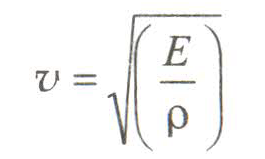 v = √(E/ρ)